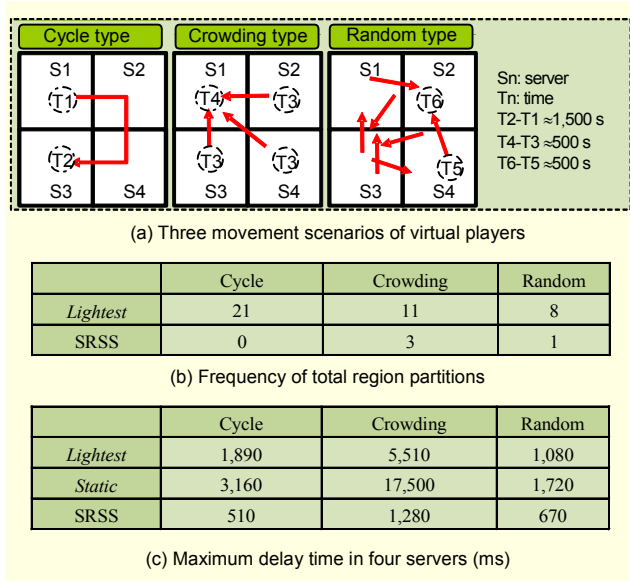 Cycle type Crowding type Random type
S1 S2 S1 S2 S1 S2
T1 T4 T3 T6
T2 T3 T3 T5
S3 S4 S3 S4 S3 S4
Sn: server
Tn: time
T2-T1 ≈1,500 s
T4-T3 ≈500 s
T6-T5 ≈500 s
(a) Three movement scenarios of virtual players
Cycle Crowding Random
Lightest 21 11 8
SRSS 0 3 1
(b) Frequency of total region partitions
Cycle Crowding Random
Lightest 1,890 5,510 1,080
Static 3,160 17,500 1,720
SRSS 510 1,280 670
(c) Maximum delay time in four servers (ms)